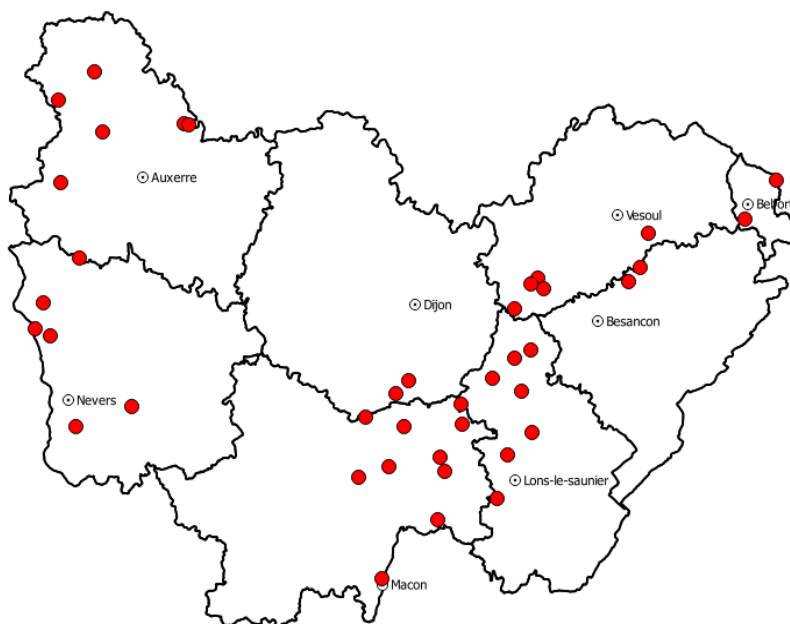 Auxerre
Vesoul
Belfort
Dijon
Besancon
Nevers
Lons-le-saunier
Macon